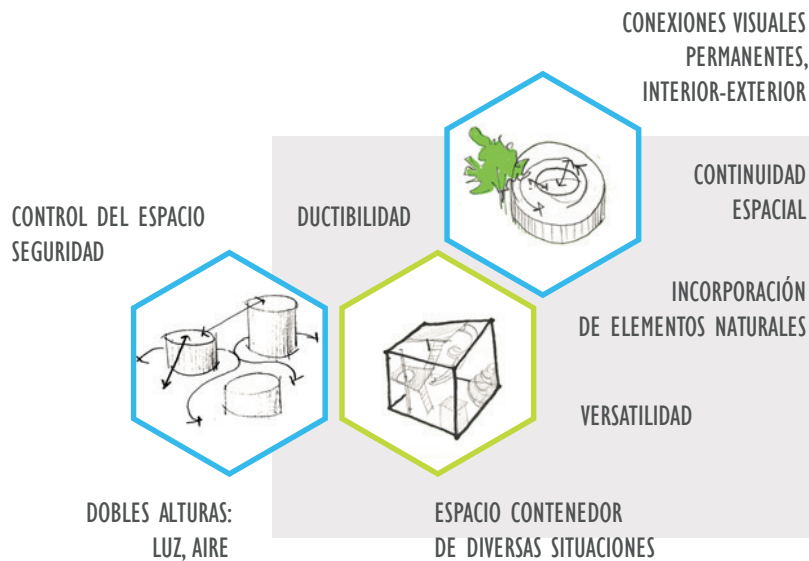 CONEXIONES VISUALES
PERMANENTES,
INTERIOR-EXTERIOR
CONTINUIDAD
ESPACIAL
CONTROL DEL ESPACIO
SEGURIDAD
DUCTIBILIDAD
INCORPORACIÓN
DE ELEMENTOS NATURALES
VERSATILIDAD
DOBLES ALTURAS:
LUZ, AIRE
ESPACIO CONTENEDOR
DE DIVERSAS SITUACIONES